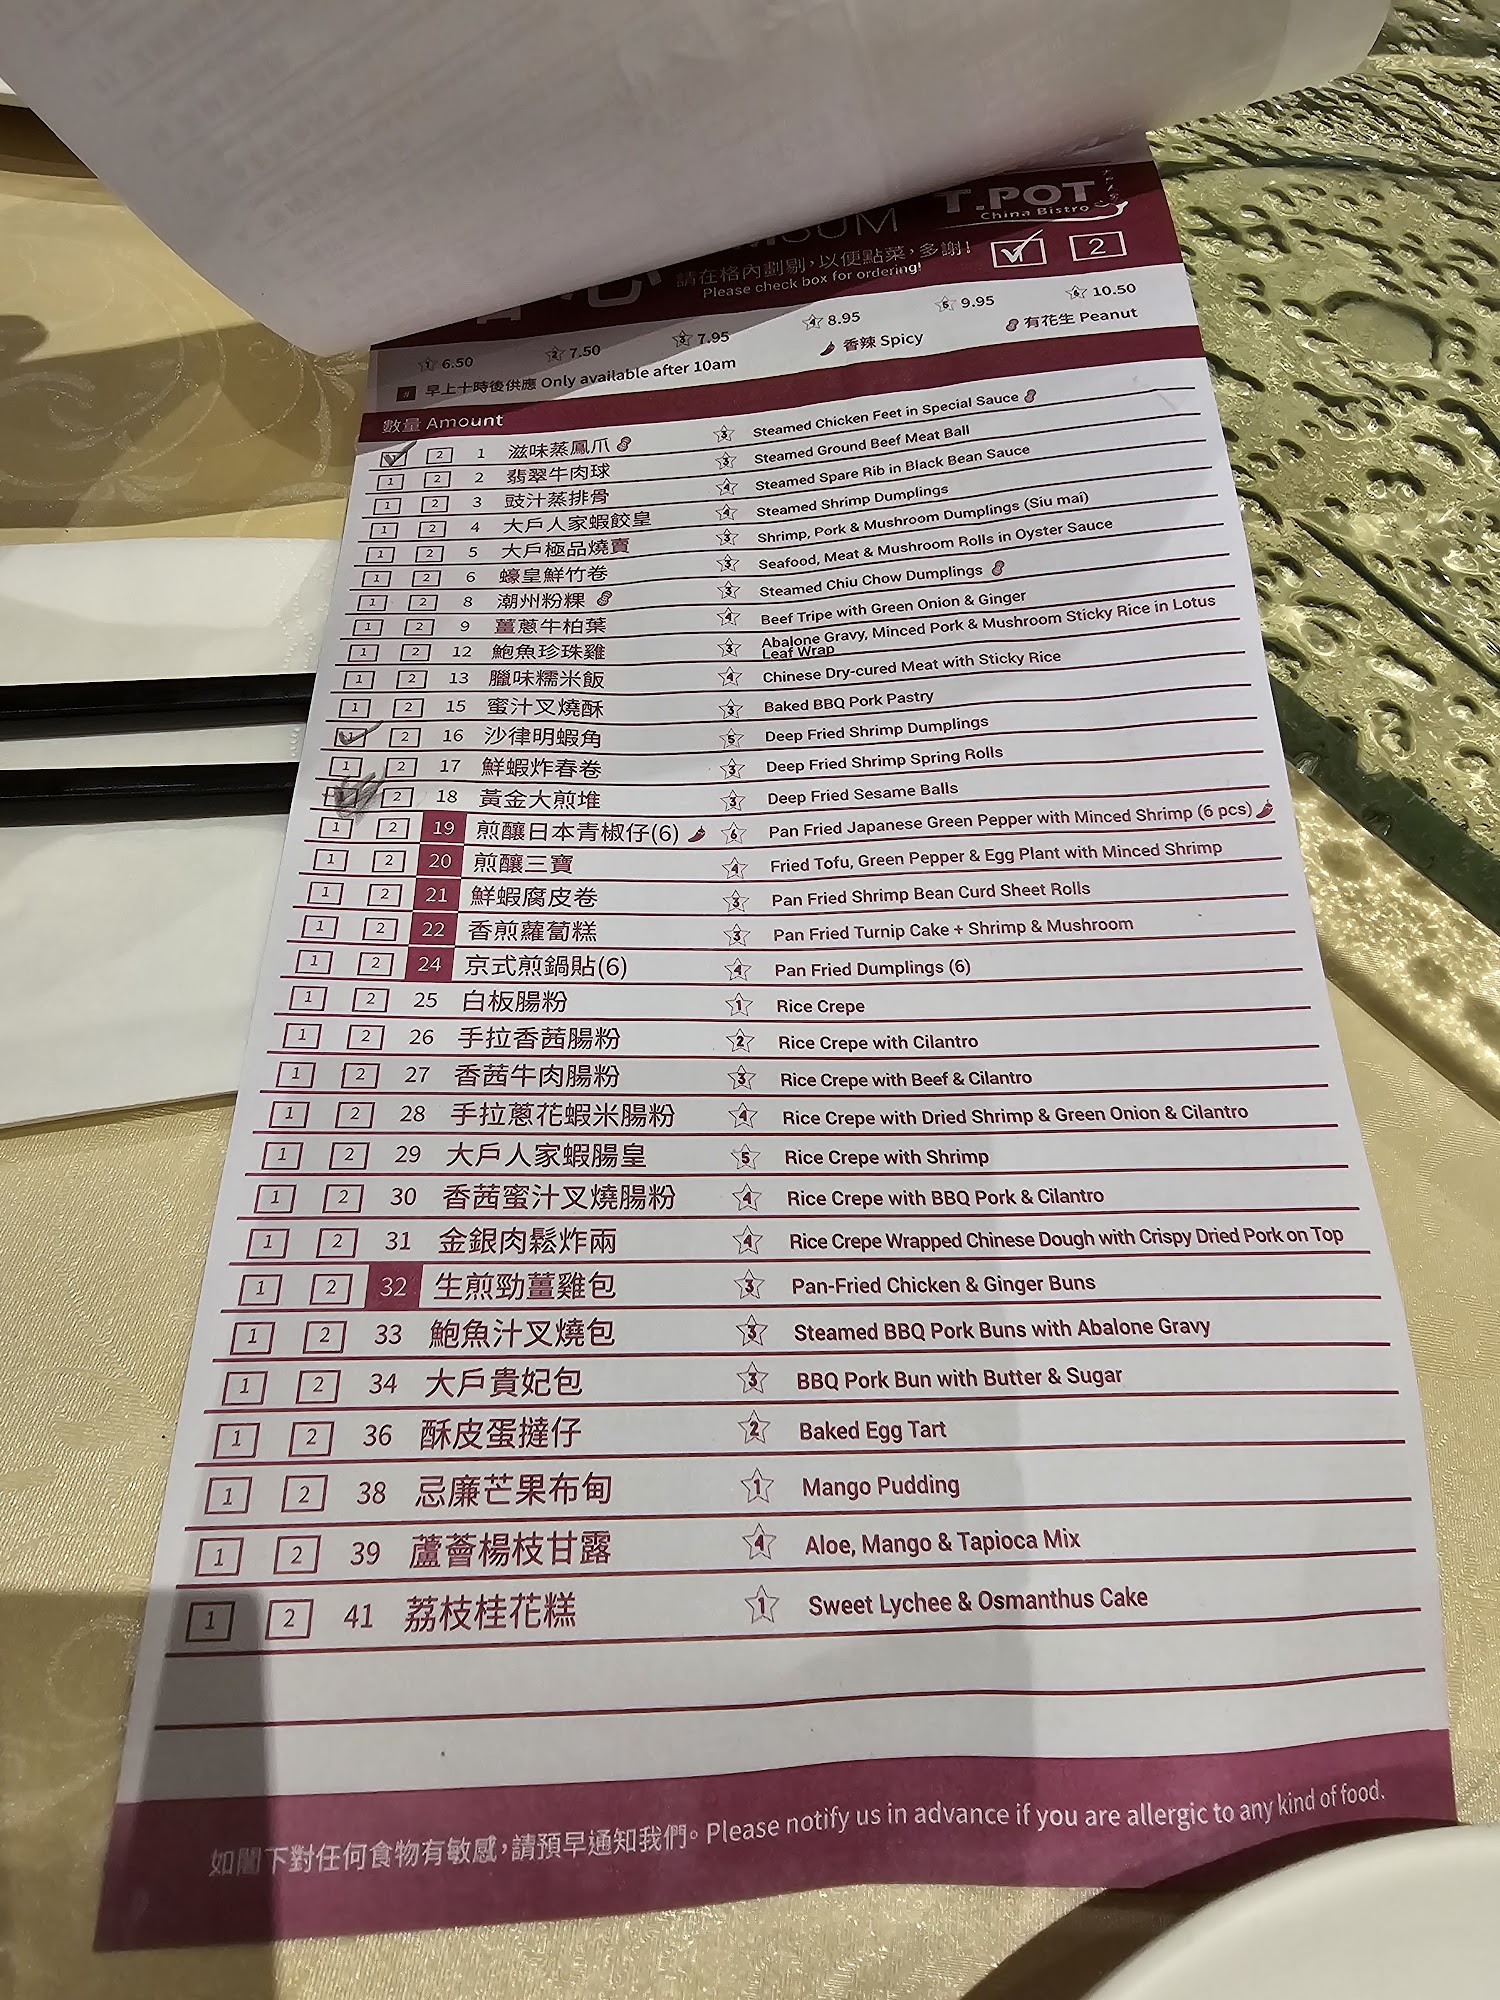 T.POT
China Bistro
SUM
請在格內劃剔，以便點菜，多謝！
Please check box for ordering!
2
1 6.50 2 7.50 3 7.95 4 8.95 5 9.95 6 10.50
# 早上十時後供應 Only available after 10am 香辣 Spicy 有花生 Peanut
數量 Amount
2 1 滋味蒸鳳爪 3 Steamed Chicken Feet in Special Sauce
1 2 2 翡翠牛肉球 3 Steamed Ground Beef Meat Ball
1 2 3 豉汁蒸排骨 4 Steamed Spare Rib in Black Bean Sauce
1 2 4 大戶人家蝦餃皇 4 Steamed Shrimp Dumplings
1 2 5 大戶極品燒賣 3 Shrimp, Pork & Mushroom Dumplings (Siu mai)
1 2 6 蠔皇鮮竹卷 3 Seafood, Meat & Mushroom Rolls in Oyster Sauce
1 2 8 潮州粉粿 3 Steamed Chiu Chow Dumplings
1 2 9 薑蔥牛柏葉 4 Beef Tripe with Green Onion & Ginger
1 2 12 鮑魚珍珠雞 3 Abalone Gravy, Minced Pork & Mushroom Sticky Rice in Lotus
Leaf Wrap
1 2 13 臘味糯米飯 4 Chinese Dry-cured Meat with Sticky Rice
1 2 15 蜜汁叉燒酥 3 Baked BBQ Pork Pastry
1 2 16 沙律明蝦角 5 Deep Fried Shrimp Dumplings
1 2 17 鮮蝦炸春卷 3 Deep Fried Shrimp Spring Rolls
2 18 黃金大煎堆 3 Deep Fried Sesame Balls
1 2 19 煎釀日本青椒仔(6) 6 Pan Fried Japanese Green Pepper with Minced Shrimp (6 pcs)
1 2 20 煎釀三寶 4 Fried Tofu, Green Pepper & Egg Plant with Minced Shrimp
1 2 21 鮮蝦腐皮卷 3 Pan Fried Shrimp Bean Curd Sheet Rolls
1 2 22 香煎蘿蔔糕 3 Pan Fried Turnip Cake + Shrimp & Mushroom
1 2 24 京式煎鍋貼(6) 4 Pan Fried Dumplings (6)
1 2 25 白板腸粉 1 Rice Crepe
1 2 26 手拉香茜腸粉 2 Rice Crepe with Cilantro
1 2 27 香茜牛肉腸粉 3 Rice Crepe with Beef & Cilantro
1 2 28 手拉蔥花蝦米腸粉 4 Rice Crepe with Dried Shrimp & Green Onion & Cilantro
1 2 29 大戶人家蝦腸皇 5 Rice Crepe with Shrimp
1 2 30 香茜蜜汁叉燒腸粉 4 Rice Crepe with BBQ Pork & Cilantro
1 2 31 金銀肉鬆炸兩 4 Rice Crepe Wrapped Chinese Dough with Crispy Dried Pork on Top
1 2 32 生煎勁薑雞包 3 Pan-Fried Chicken & Ginger Buns
1 2 33 鮑魚汁叉燒包 3 Steamed BBQ Pork Buns with Abalone Gravy
1 2 34 大戶貴妃包 3 BBQ Pork Bun with Butter & Sugar
1 2 36 酥皮蛋撻仔 2 Baked Egg Tart
1 2 38 忌廉芒果布甸 1 Mango Pudding
1 2 39 蘆薈楊枝甘露 4 Aloe, Mango & Tapioca Mix
1 2 41 荔枝桂花糕 1 Sweet Lychee & Osmanthus Cake
如閣下對任何食物有敏感，請預早通知我們。Please notify us in advance if you are allergic to any kind of food.